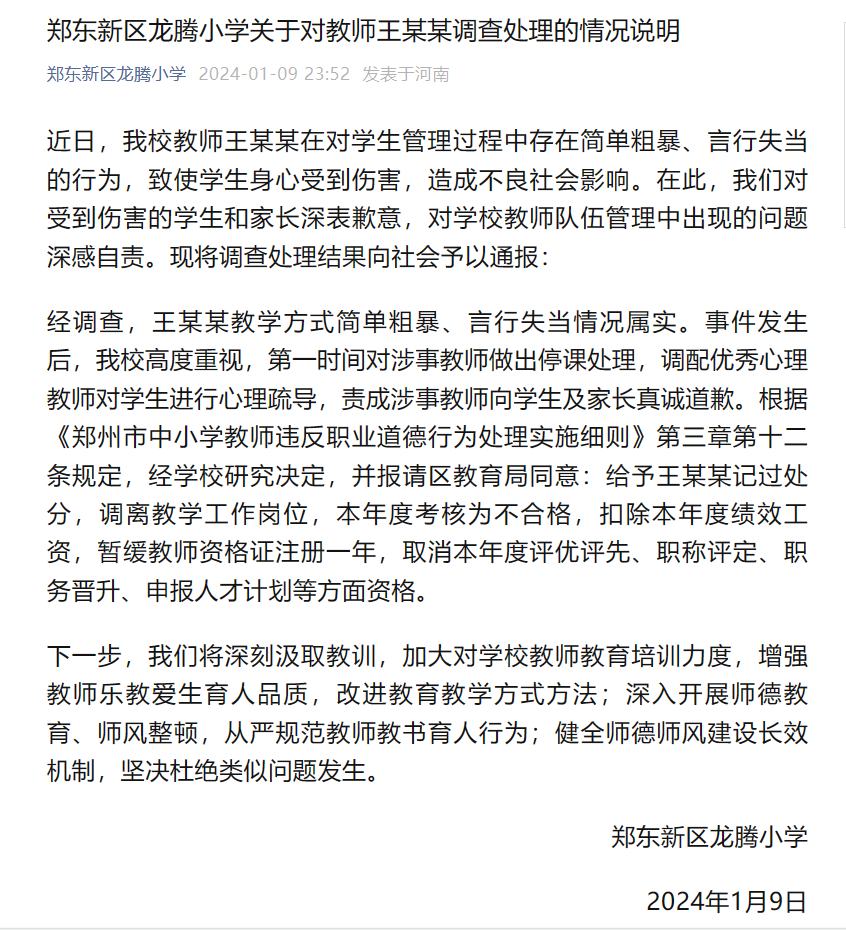 郑东新区龙腾小学关于对教师王某某调查处理的情况说明
郑东新区龙腾小学 2024-01-09 23:52 发表于河南
近日，我校教师王某某在对学生管理过程中存在简单粗暴、言行失当
的行为，致使学生身心受到伤害，造成不良社会影响。在此，我们对
受到伤害的学生和家长深表歉意，对学校教师队伍管理中出现的问题
深感自责。现将调查处理结果向社会予以通报：
经调查，王某某教学方式简单粗暴、言行失当情况属实。事件发生
后，我校高度重视，第一时间对涉事教师做出停课处理，调配优秀心理
教师对学生进行心理疏导，责成涉事教师向学生及家长真诚道歉。根据
《郑州市中小学教师违反职业道德行为处理实施细则》第三章第十二
条规定，经学校研究决定，并报请区教育局同意：给予王某某记过处
分，调离教学工作岗位，本年度考核为不合格，扣除本年度绩效工
资，暂缓教师资格证注册一年，取消本年度评优评先、职称评定、职
务晋升、申报人才计划等方面资格。
下一步，我们将深刻汲取教训，加大对学校教师教育培训力度，增强
教师乐教爱生育人品质，改进教育教学方式方法；深入开展师德教
育、师风整顿，从严规范教师教书育人行为；健全师德师风建设长效
机制，坚决杜绝类似问题发生。
郑东新区龙腾小学
2024年1月9日